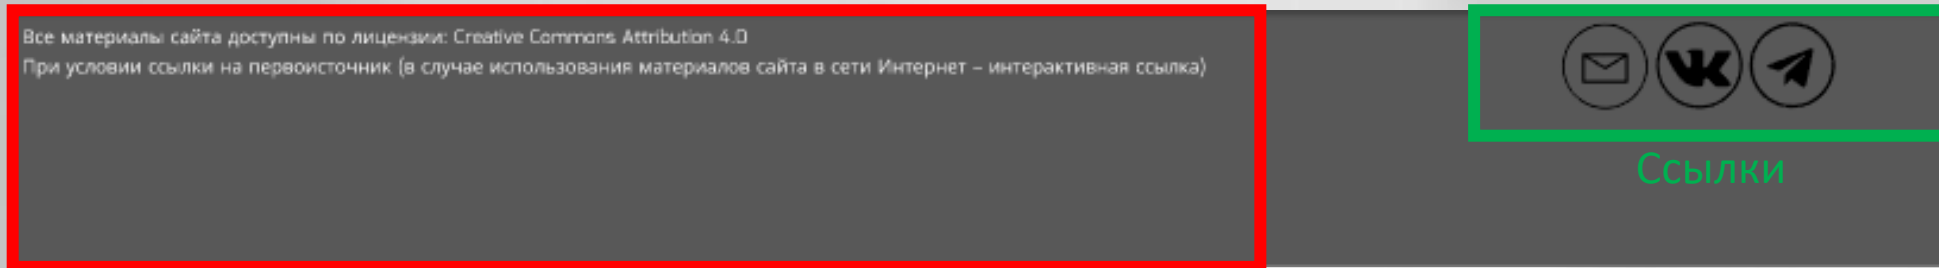 Все материалы сайта доступны по лицензии: Creative Commons Attribution 4.0
При условии ссылки на первоисточник (в случае использования материалов сайта в сети Интернет – интерактивная ссылка)
Ссылки